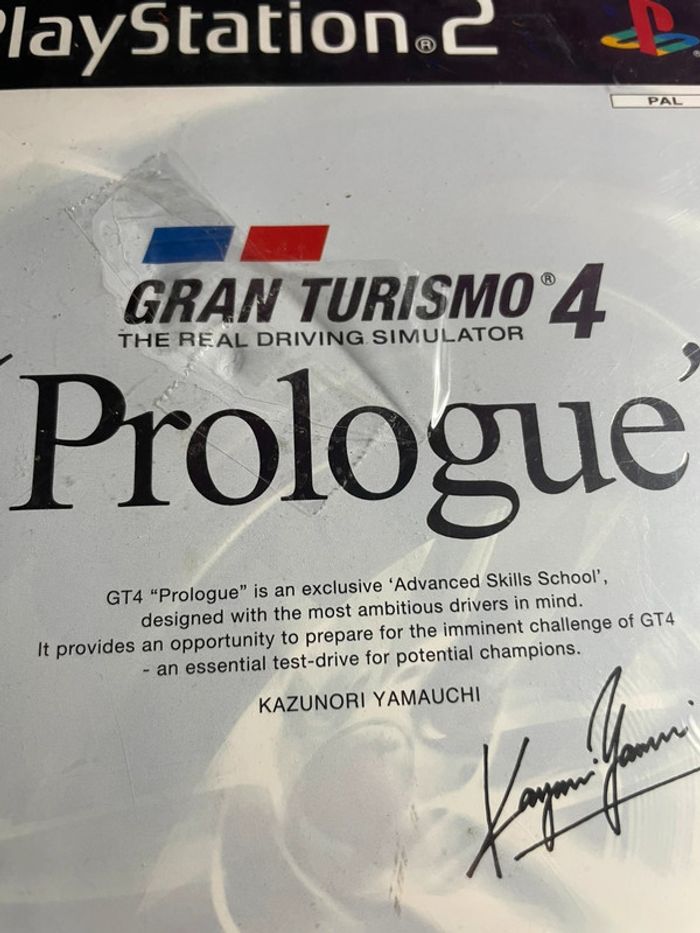 PlayStation®2
PAL
GRAN TURISMO®4
THE REAL DRIVING SIMULATOR
‘Prologue’
GT4 “Prologue” is an exclusive ‘Advanced Skills School’,
designed with the most ambitious drivers in mind.
It provides an opportunity to prepare for the imminent challenge of GT4
- an essential test-drive for potential champions.
KAZUNORI YAMAUCHI